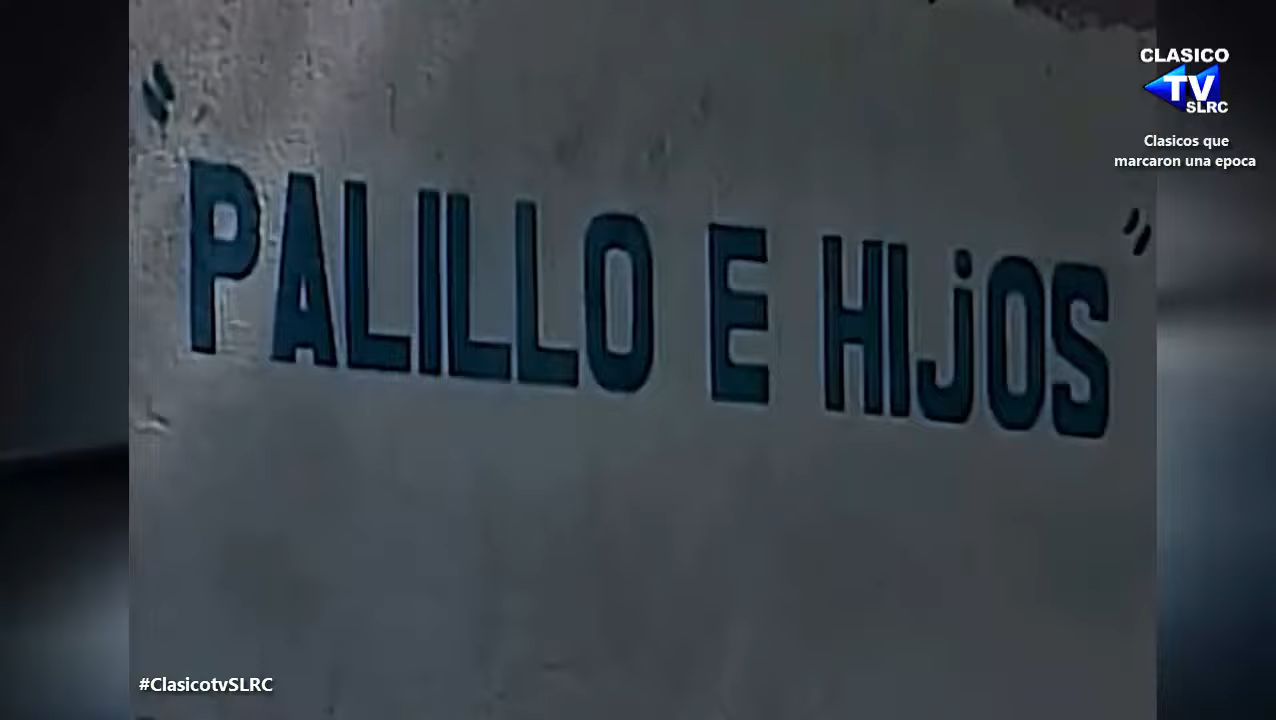 CLASICO
TV
SLRC
Clasicos que
marcaron una epoca
"PALILLO E HIjOS"
#ClasicotvSLRC